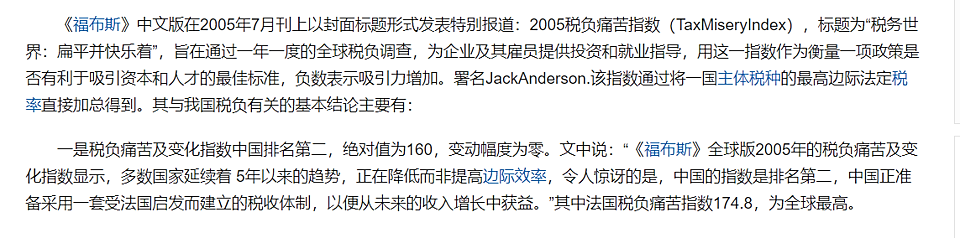 《福布斯》中文版在2005年7月刊上以封面标题形式发表特别报道：2005税负痛苦指数（TaxMiseryIndex），标题为“税务世
界：扁平并快乐着”，旨在通过一年一度的全球税负调查，为企业及其雇员提供投资和就业指导，用这一指数作为衡量一项政策是
否有利于吸引资本和人才的最佳标准，负数表示吸引力增加。署名JackAnderson.该指数通过将一国主体税种的最高边际法定税
率直接加总得到。其与我国税负有关的基本结论主要有：
一是税负痛苦及变化指数中国排名第二，绝对值为160，变动幅度为零。文中说：“《福布斯》全球版2005年的税负痛苦及变
化指数显示，多数国家延续着 5年以来的趋势，正在降低而非提高边际效率，令人惊讶的是，中国的指数是排名第二，中国正准
备采用一套受法国启发而建立的税收体制，以便从未来的收入增长中获益。”其中法国税负痛苦指数174.8，为全球最高。